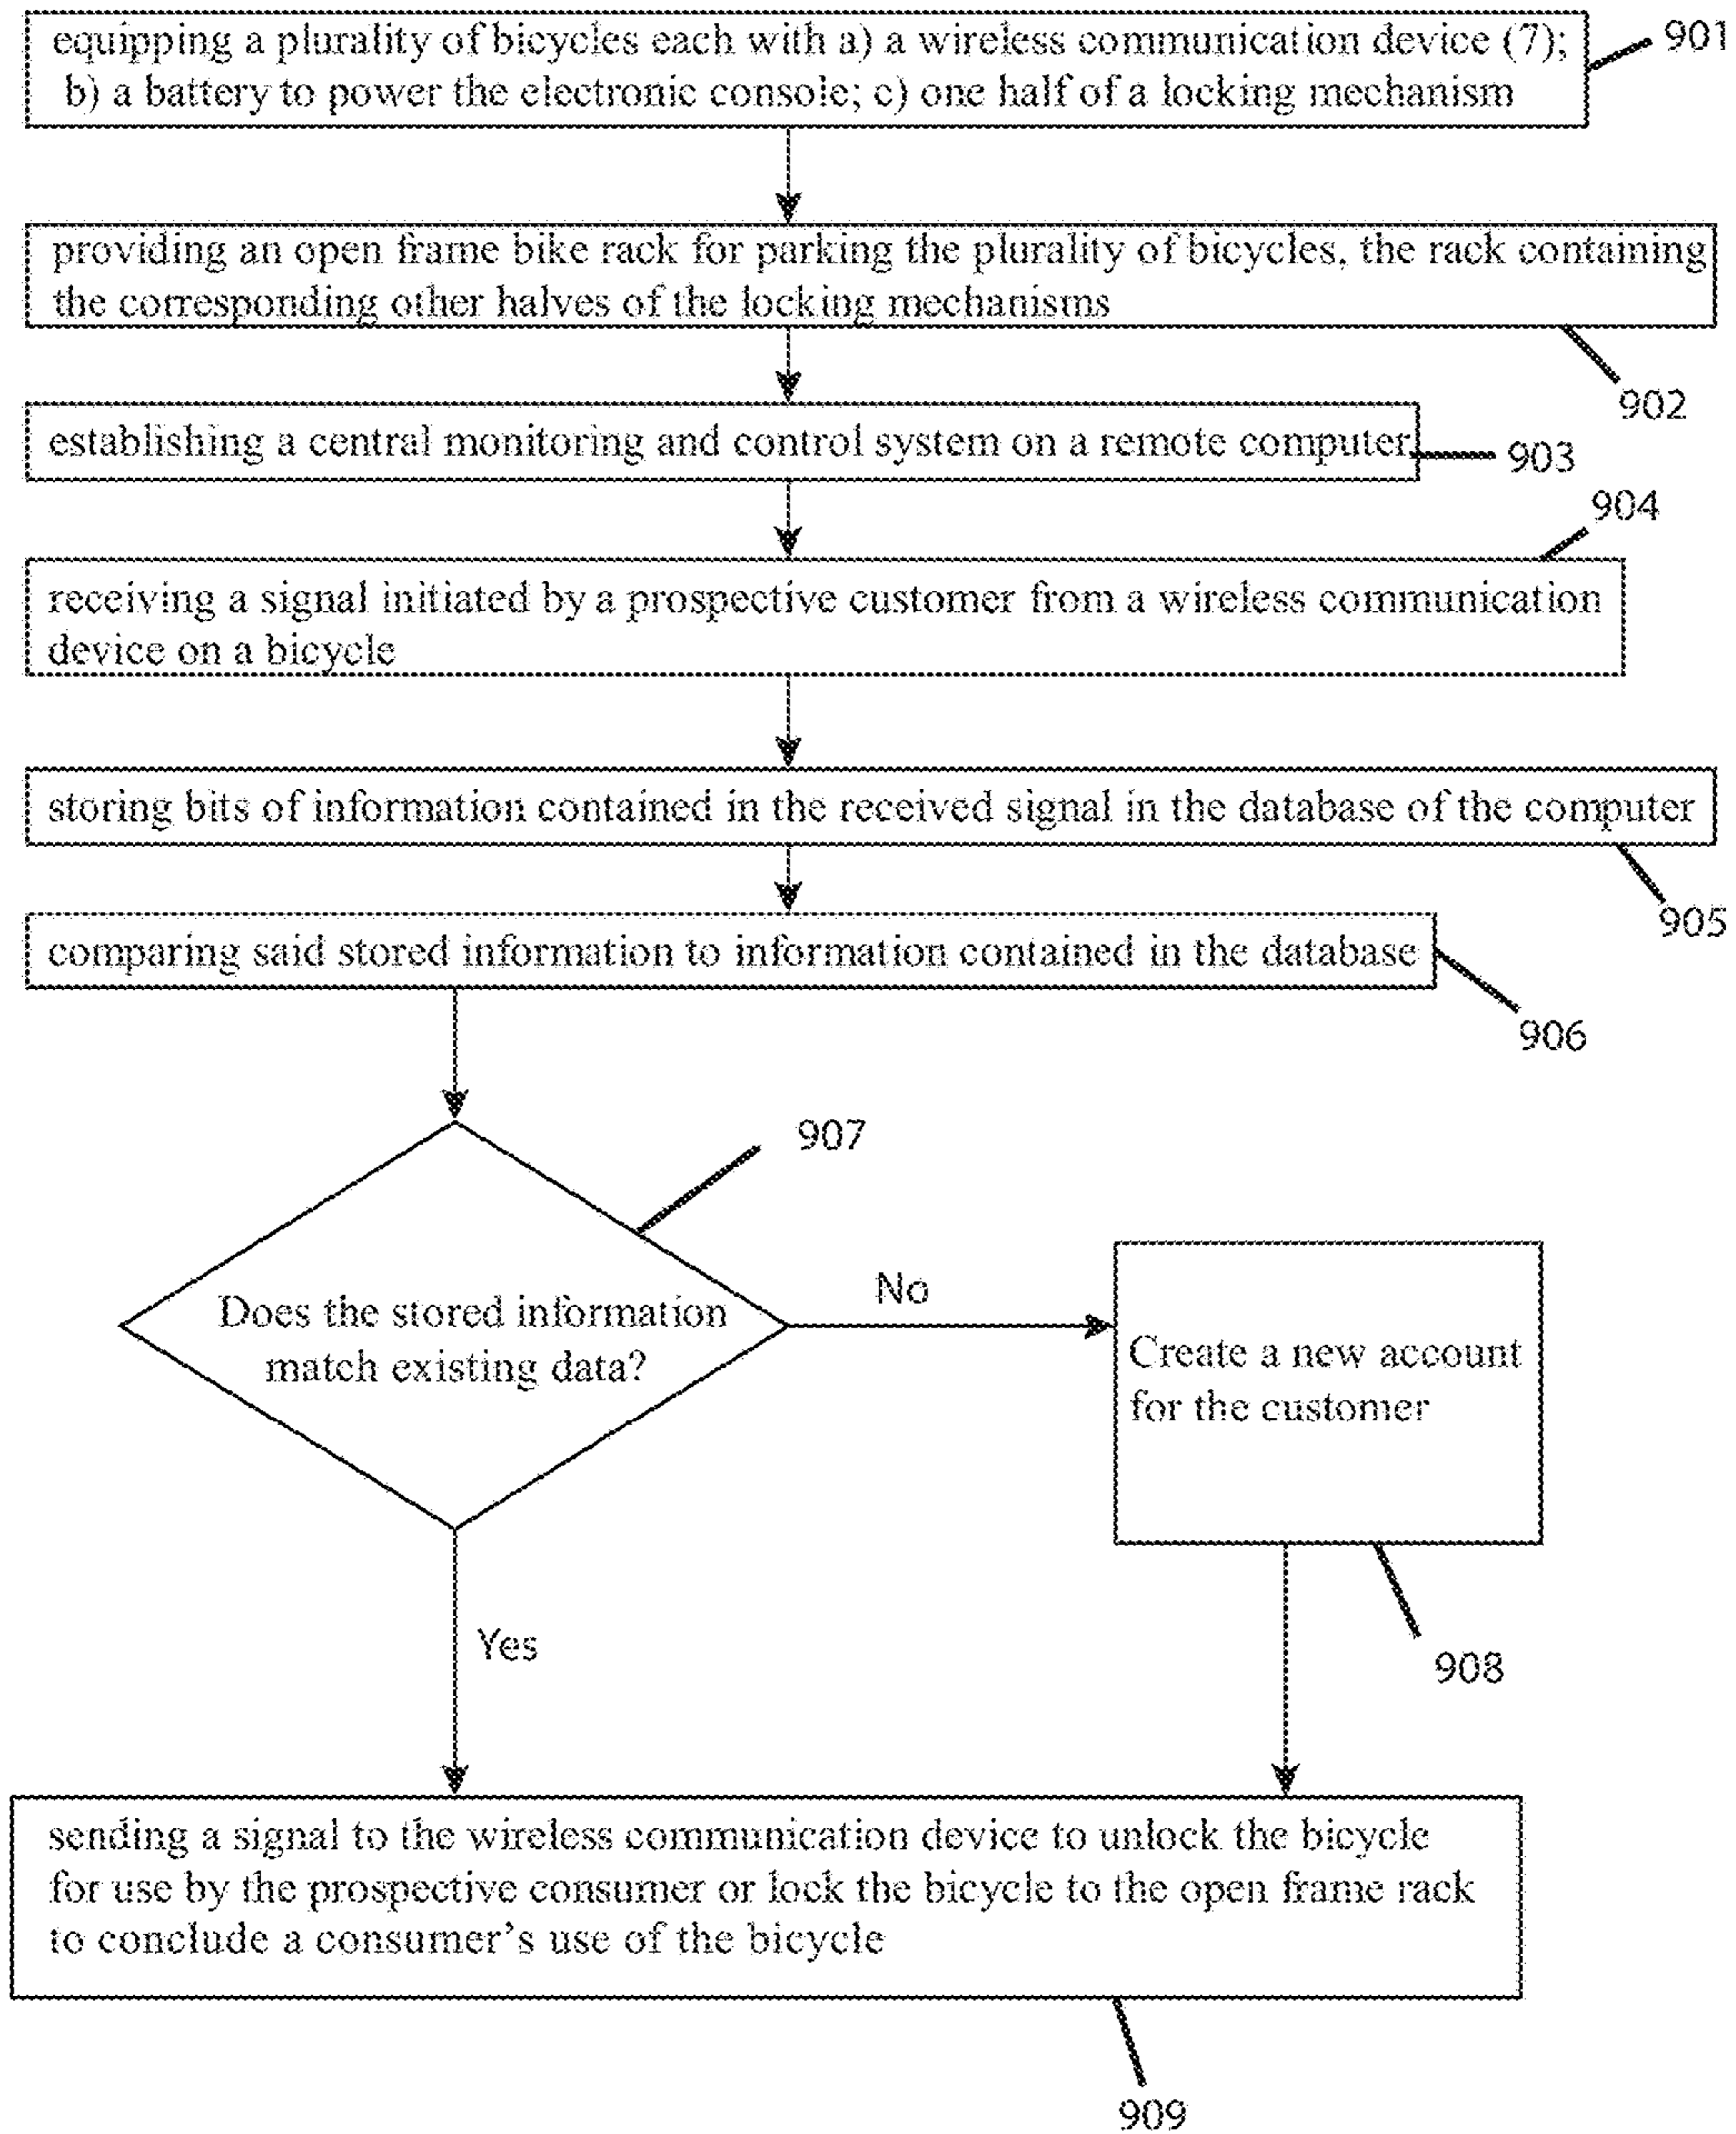 equipping a plurality of bicycles each with a) a wireless communication device (7);
b) a battery to power the electronic console; c) one half of a locking mechanism
901
providing an open frame bike rack for parking the plurality of bicycles, the rack containing
the corresponding other halves of the locking mechanisms
902
establishing a central monitoring and control system on a remote computer
903
904
receiving a signal initiated by a prospective customer from a wireless communication
device on a bicycle
storing bits of information contained in the received signal in the database of the computer
905
comparing said stored information to information contained in the database
906
907
Does the stored information
match existing data?
No
Create a new account
for the customer
Yes
908
sending a signal to the wireless communication device to unlock the bicycle
for use by the prospective consumer or lock the bicycle to the open frame rack
to conclude a consumer's use of the bicycle
909